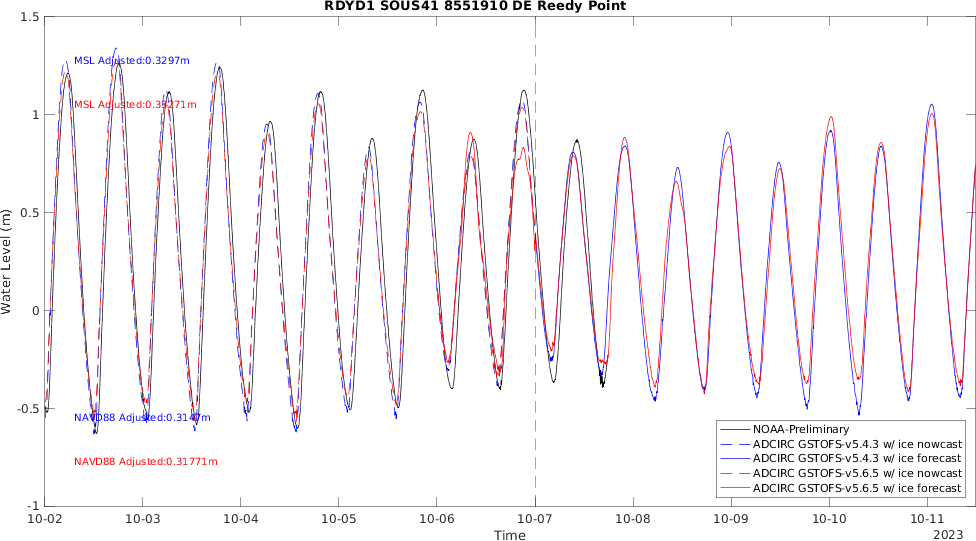 RDYD1 SOUS41 8551910 DE Reedy Point
1.5
1
0.5
0
-0.5
-1
Water Level (m)
MSL Adjusted:0.3297m
MSL Adjusted:0.33271m
NAVD88 Adjusted:0.3147m
NAVD88 Adjusted:0.31771m
NOAA-Preliminary
ADCIRC GSTOFS-v5.4.3 w/ ice nowcast
ADCIRC GSTOFS-v5.4.3 w/ ice forecast
ADCIRC GSTOFS-v5.6.5 w/ ice nowcast
ADCIRC GSTOFS-v5.6.5 w/ ice forecast
10-02 10-03 10-04 10-05 10-06 10-07 10-08 10-09 10-10 10-11
Time
2023